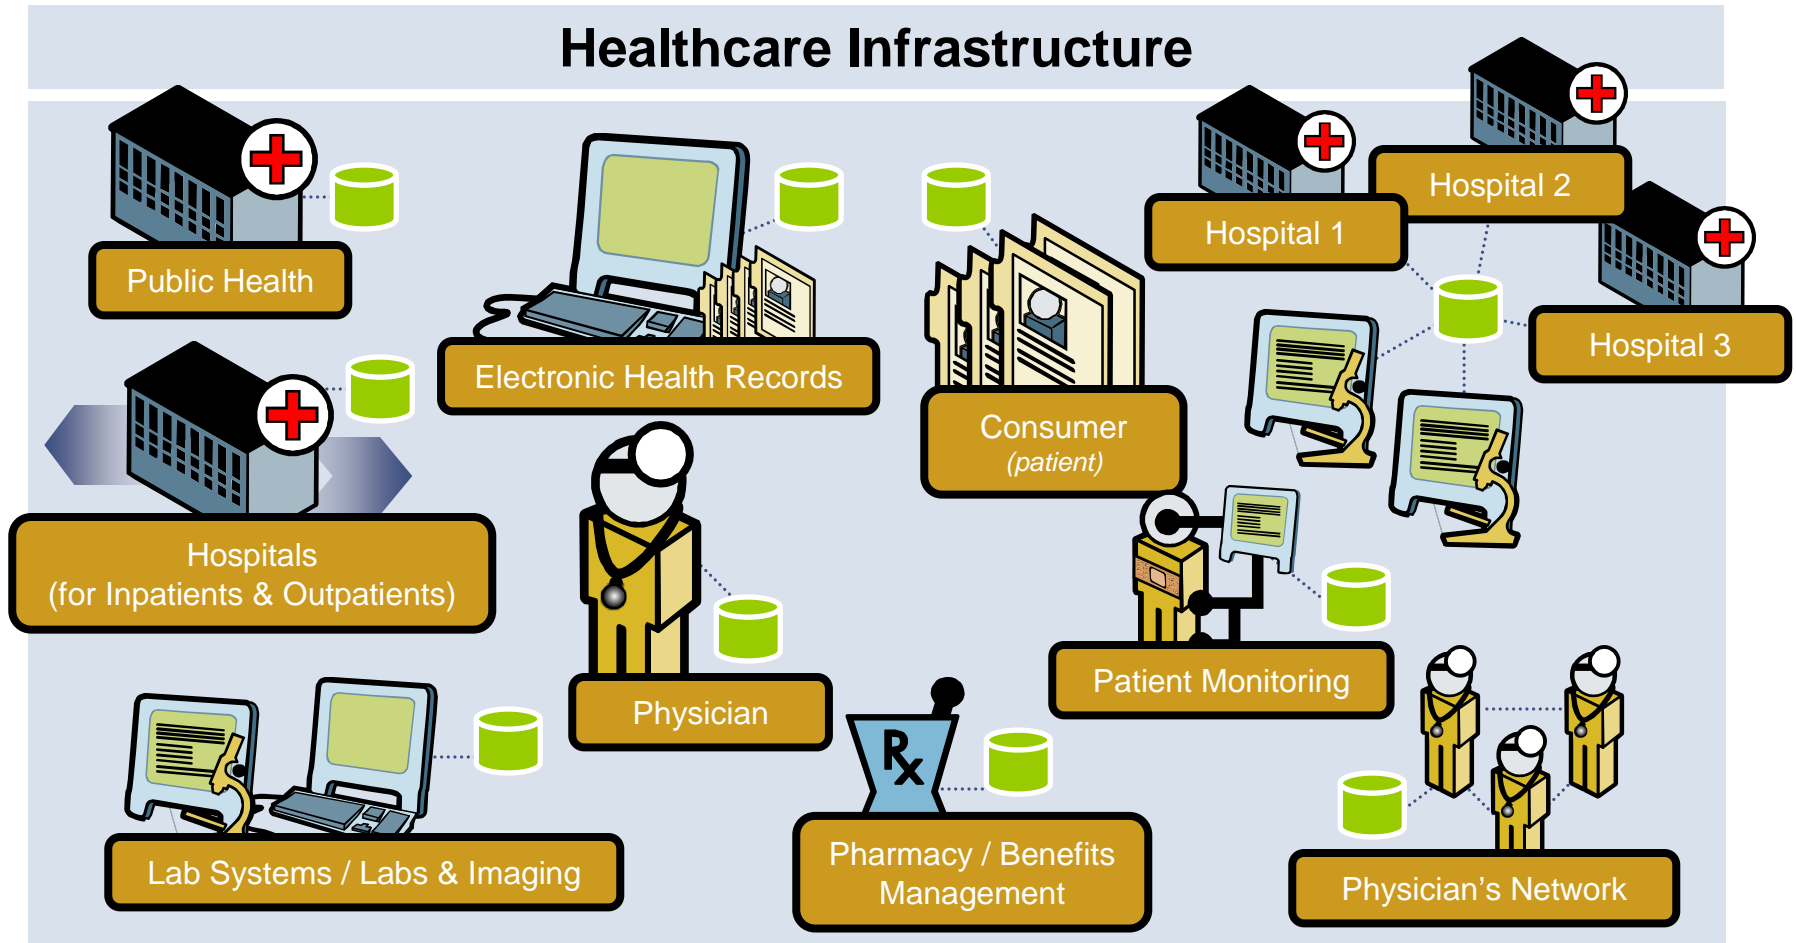 Healthcare Infrastructure
Public Health
Electronic Health Records
Consumer
(patient)
Hospital 1
Hospital 2
Hospital 3
Hospitals
(for Inpatients & Outpatients)
Physician
Patient Monitoring
Lab Systems / Labs & Imaging
Rx
Pharmacy / Benefits
Management
Physician’s Network